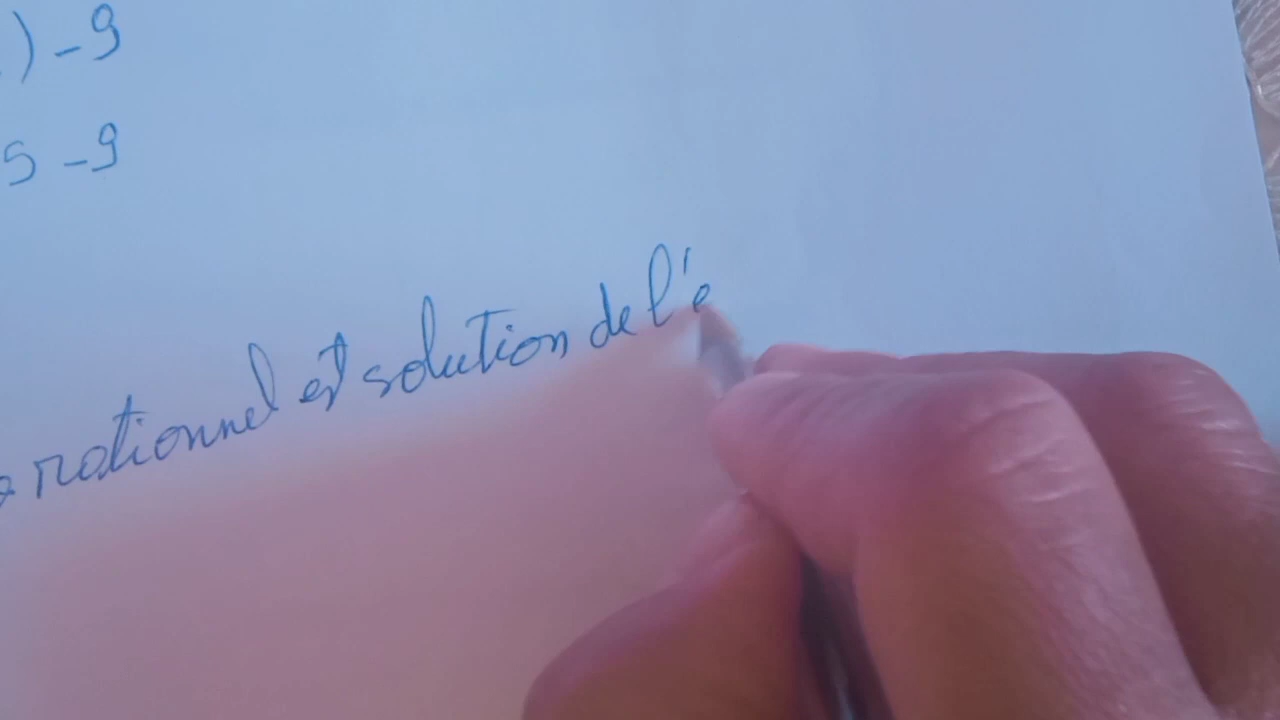 ) - 9
5 - 9
rationnel est solution de l'é